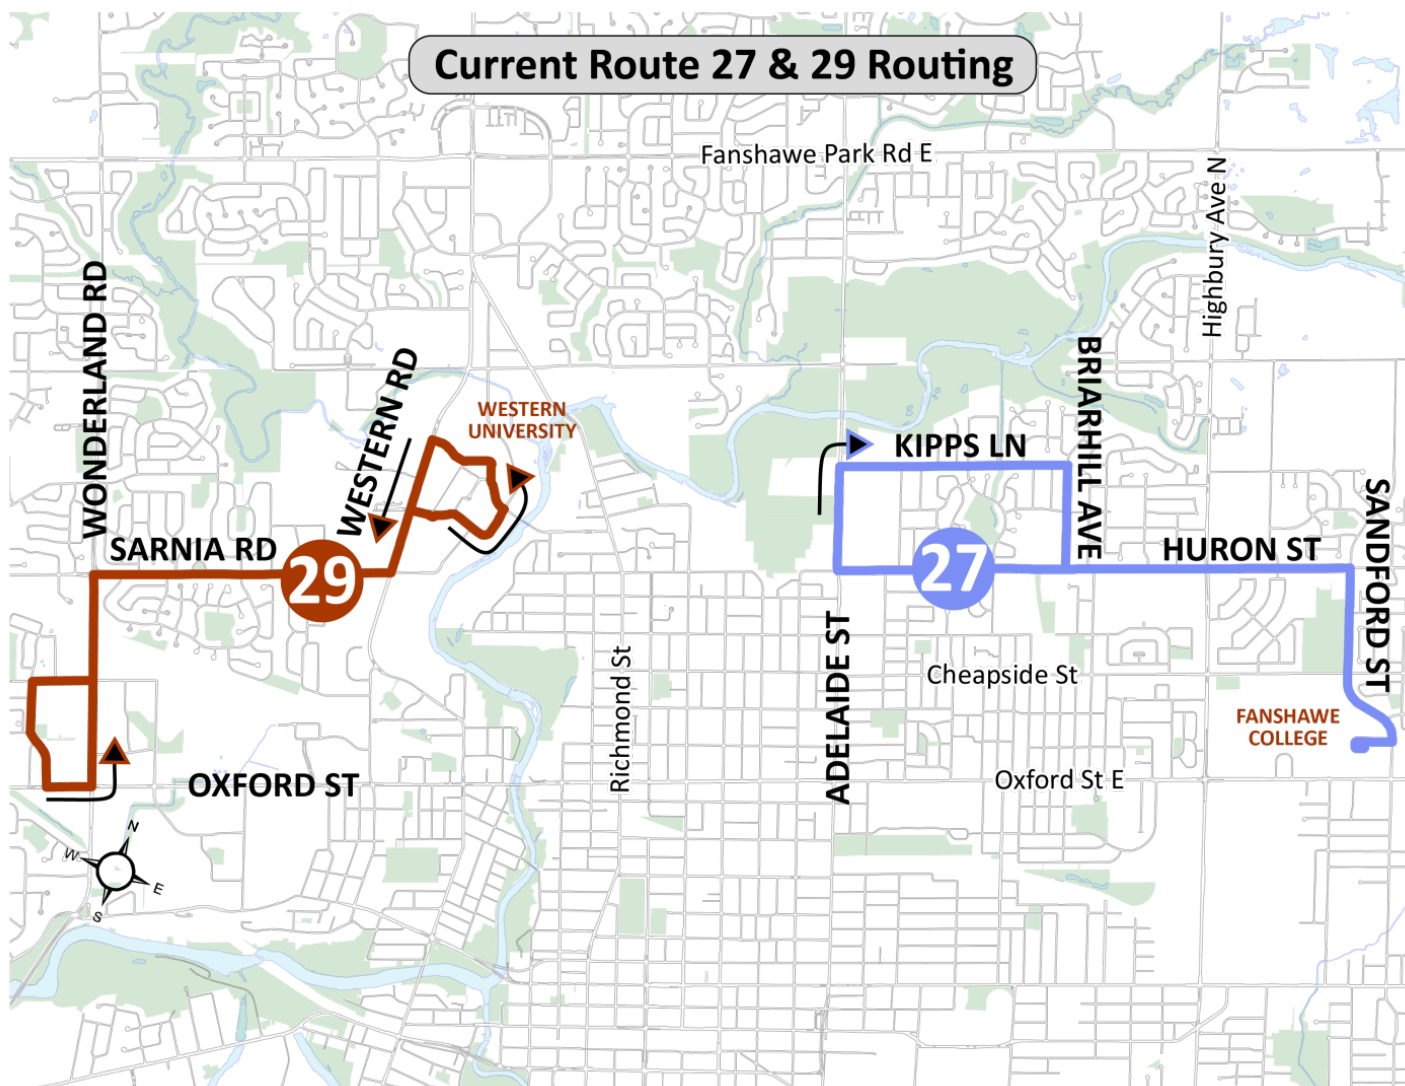 Current Route 27 & 29 Routing
Fanshawe Park Rd E
Highbury Ave N
WONDERLAND RD
WESTERN RD
WESTERN
UNIVERSITY
KIPPS LN
BRIARHILL AVE
SARNIA RD
29
27
HURON ST
SANDFORD ST
ADELAIDE ST
Richmond St
Cheapside St
FANSHAWE
COLLEGE
OXFORD ST
Oxford St E
N
W
E
S